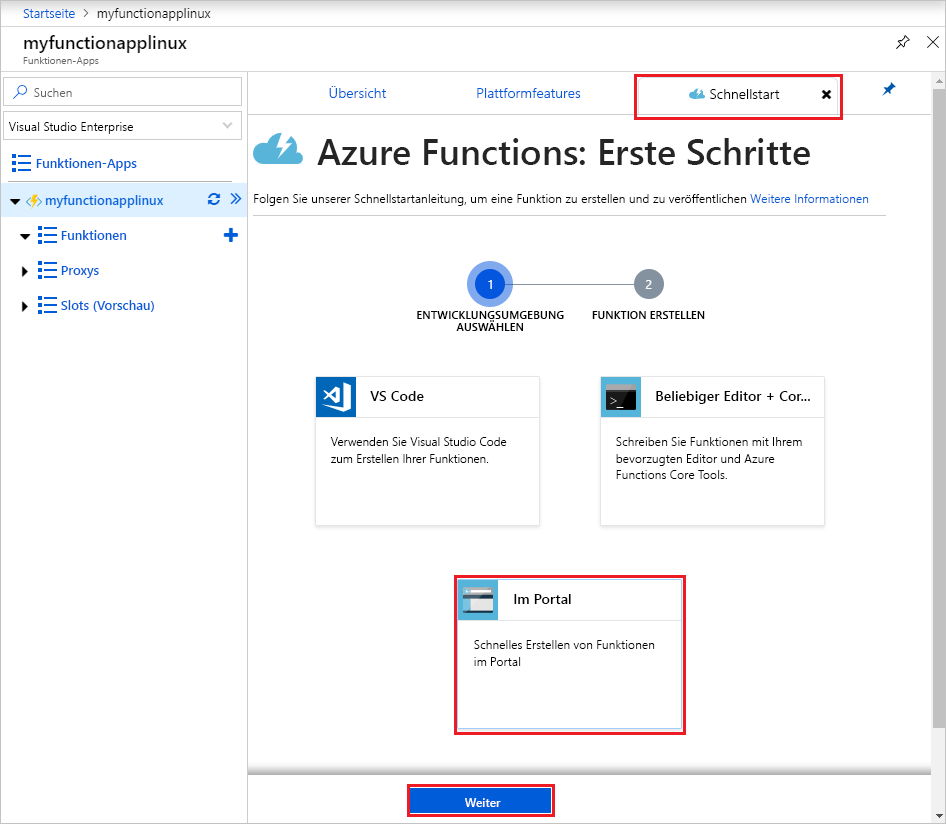 Startseite > myfunctionapplinux
myfunctionapplinux
Funktionen-Apps
Suchen
Visual Studio Enterprise
Funktionen-Apps
myfunctionapplinux
Funktionen
Proxys
Slots (Vorschau)
Übersicht
Plattformfeatures
Schnellstart
Azure Functions: Erste Schritte
Folgen Sie unserer Schnellstartanleitung, um eine Funktion zu erstellen und zu veröffentlichen Weitere Informationen
1
ENTWICKLUNGSUMGEBUNG
AUSWÄHLEN
2
FUNKTION ERSTELLEN
VS Code
Verwenden Sie Visual Studio Code
zum Erstellen Ihrer Funktionen.
Beliebiger Editor + Cor...
Schreiben Sie Funktionen mit Ihrem
bevorzugten Editor und Azure
Functions Core Tools.
Im Portal
Schnelles Erstellen von Funktionen
im Portal
Weiter